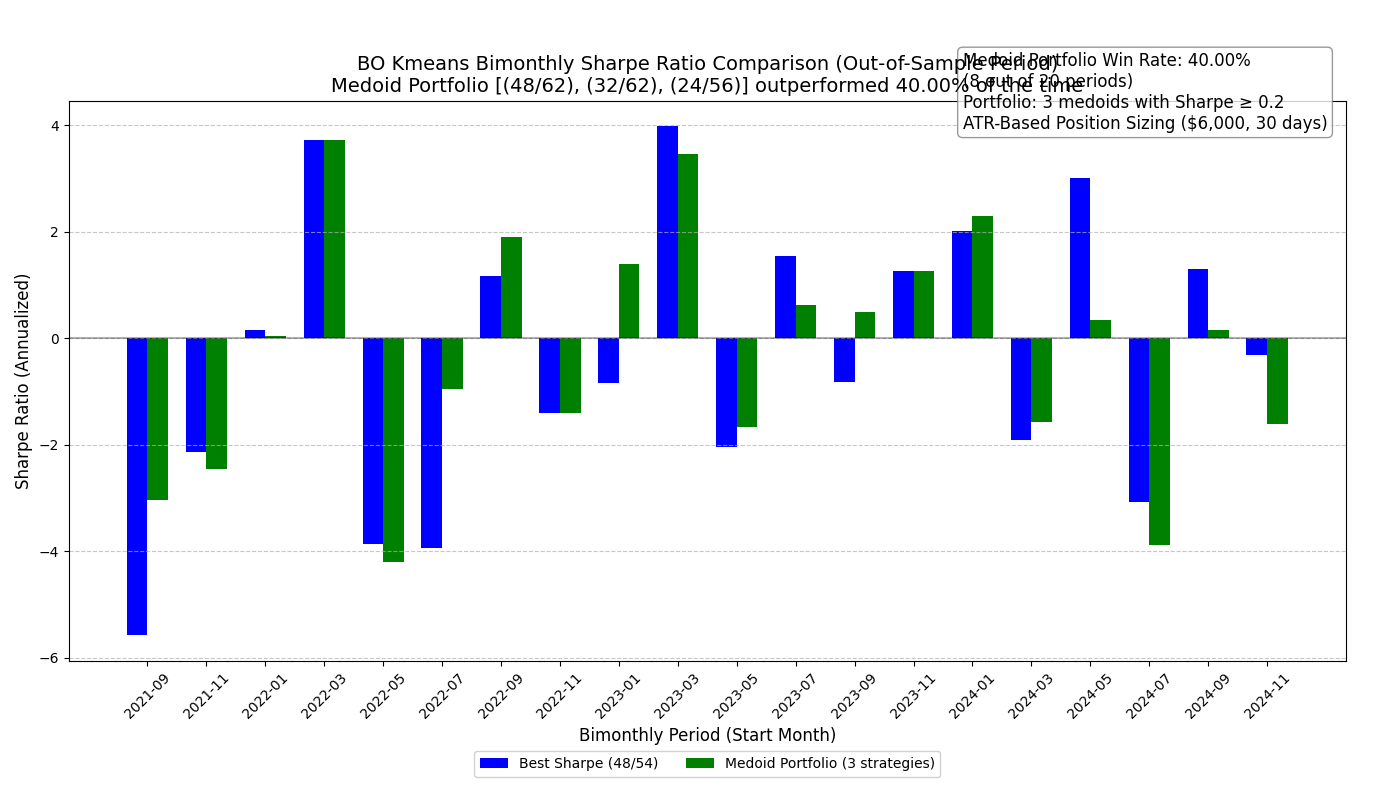 BO Kmeans Bimonthly Sharpe Ratio Comparison (Out-of-Sample Period)
Medoid Portfolio [(48/62), (32/62), (24/56)] outperformed 40.00% of the time
Medoid Portfolio Win Rate: 40.00%
(8 out of 20 periods)
Portfolio: 3 medoids with Sharpe ≥ 0.2
ATR-Based Position Sizing ($6,000, 30 days)
Sharpe Ratio (Annualized)
4
2
0
−2
−4
−6
2021-09
2021-11
2022-01
2022-03
2022-05
2022-07
2022-09
2022-11
2023-01
2023-03
2023-05
2023-07
2023-09
2023-11
2024-01
2024-03
2024-05
2024-07
2024-09
2024-11
Bimonthly Period (Start Month)
Best Sharpe (48/54)
Medoid Portfolio (3 strategies)